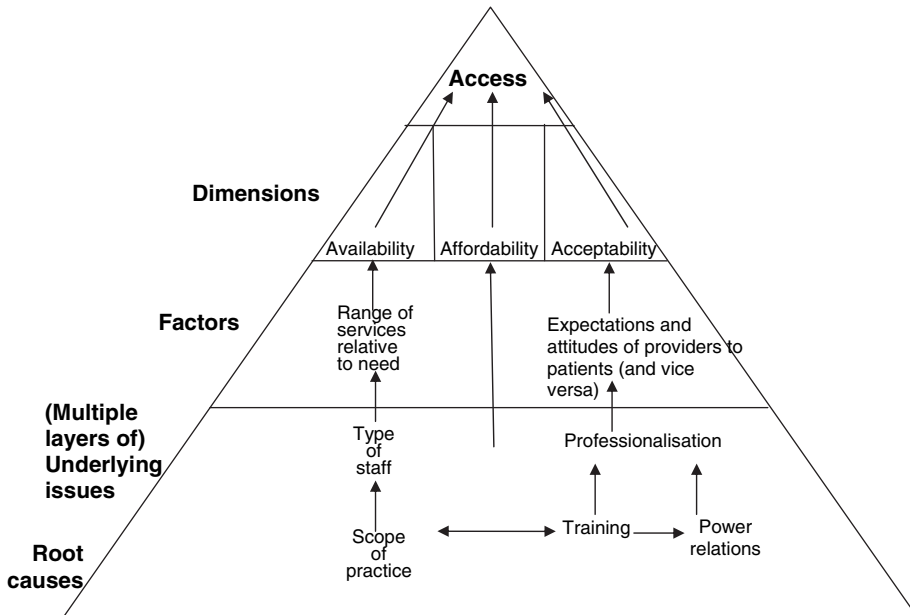 Access
Dimensions
Availability
Affordability
Acceptability
Factors
Range of
services
relative
to need
Expectations and
attitudes of providers to
patients (and vice
versa)
(Multiple
layers of)
Underlying
issues
Type
of
staff
Professionalisation
Root
causes
Scope
of
practice
Training
Power
relations